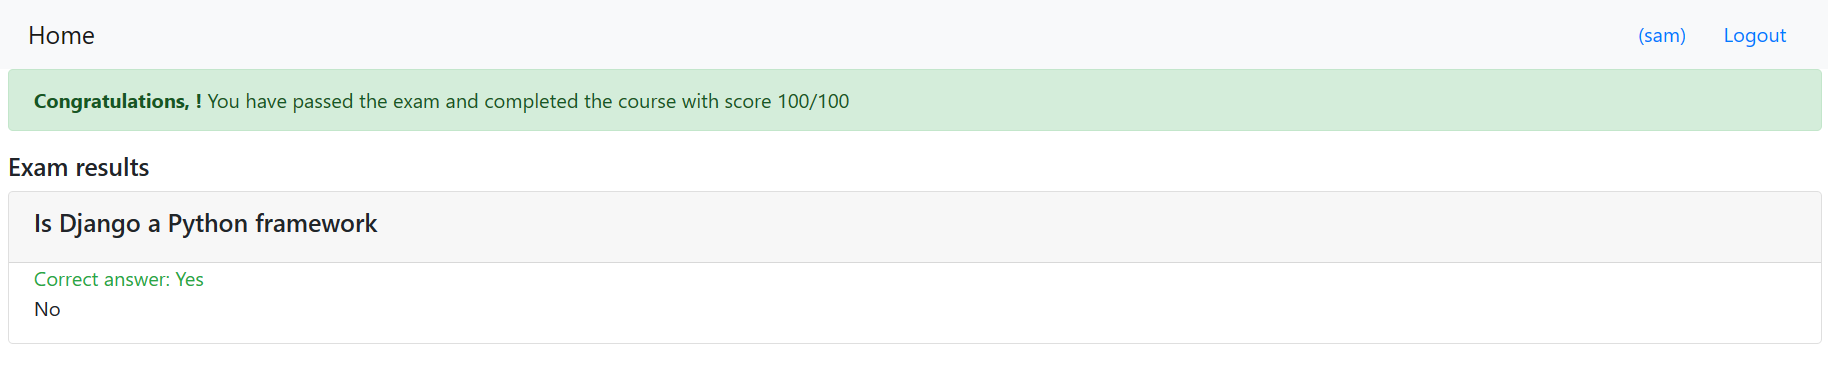 Home (sam) Logout
Congratulations, ! You have passed the exam and completed the course with score 100/100
Exam results
Is Django a Python framework
Correct answer: Yes
No